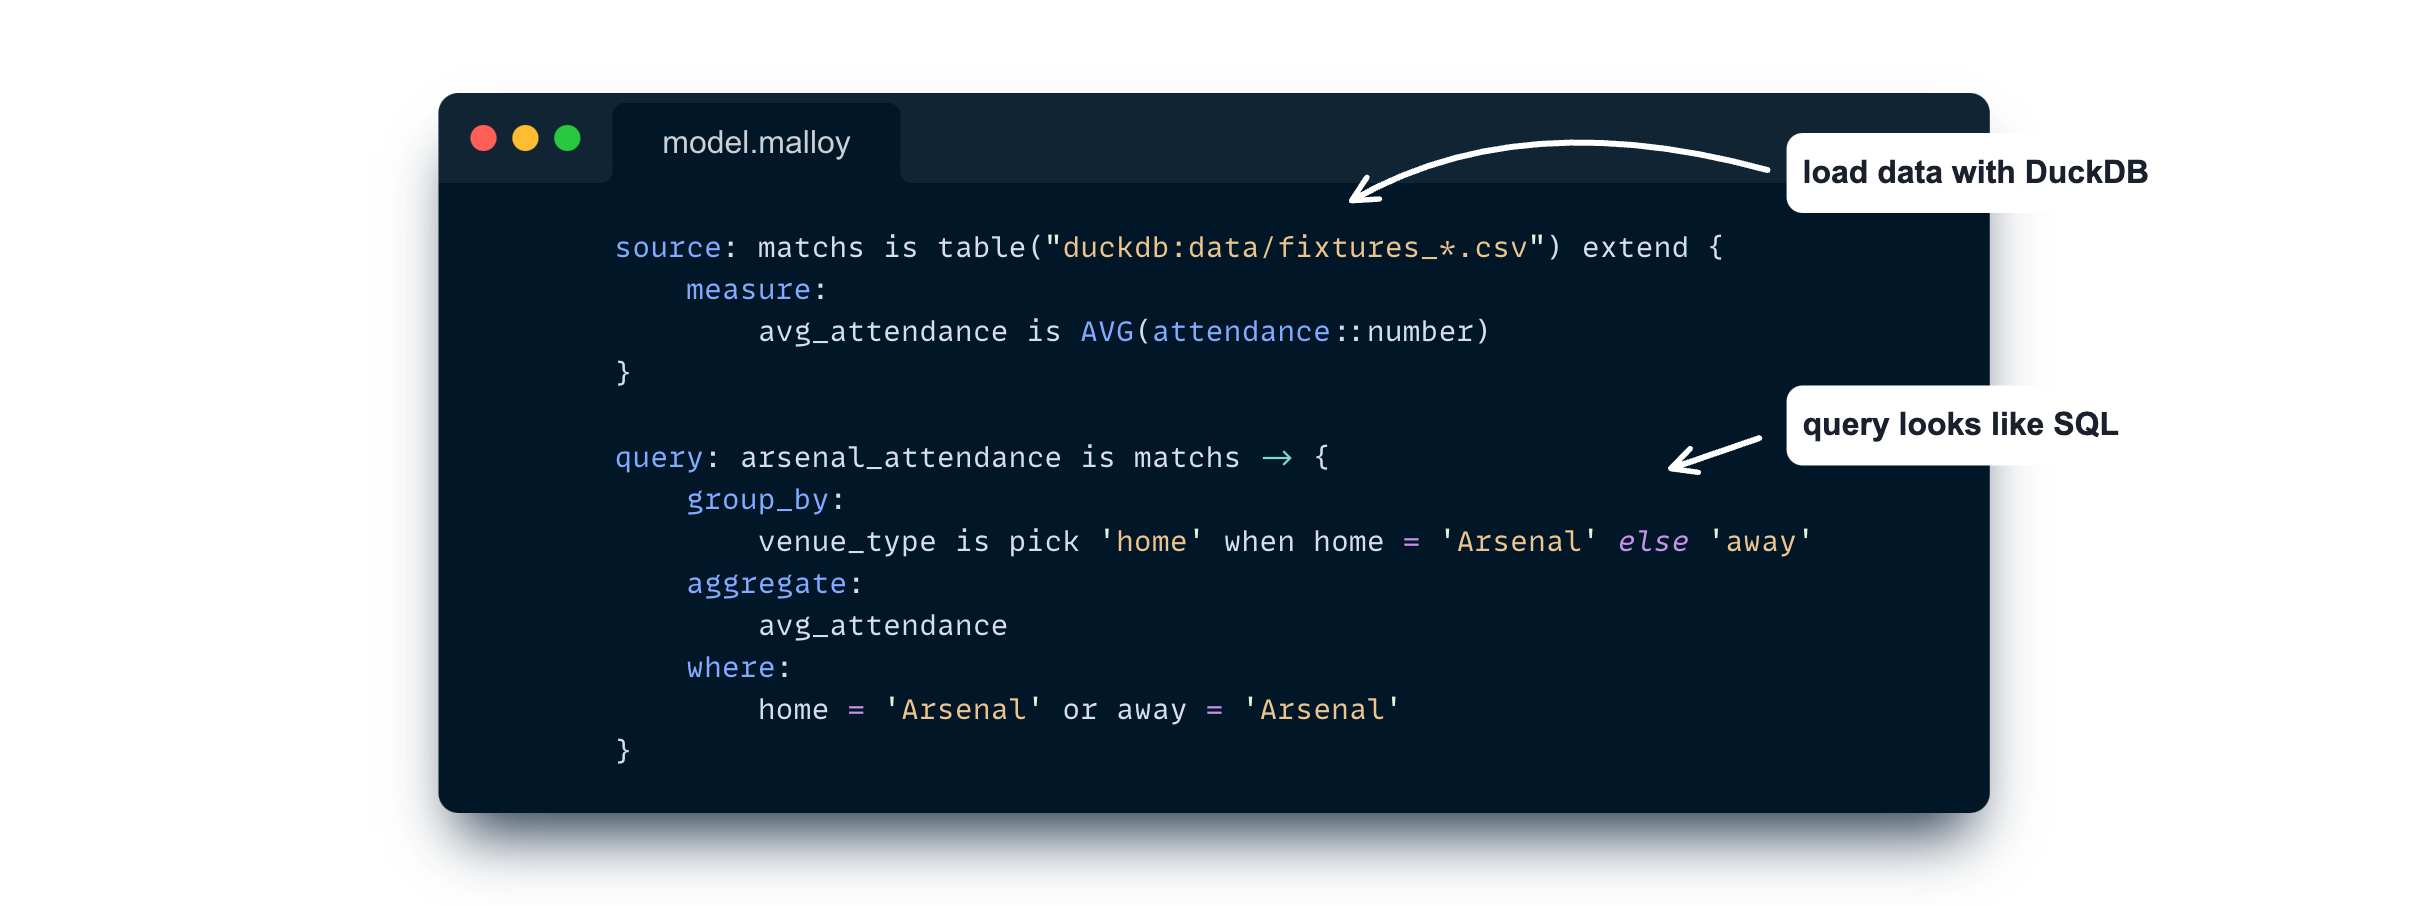 model.malloy
load data with DuckDB
source: matchs is table("duckdb:data/fixtures_*.csv") extend {
    measure:
        avg_attendance is AVG(attendance::number)
}
query looks like SQL
query: arsenal_attendance is matchs -> {
    group_by:
        venue_type is pick 'home' when home = 'Arsenal' else 'away'
    aggregate:
        avg_attendance
    where:
        home = 'Arsenal' or away = 'Arsenal'
}